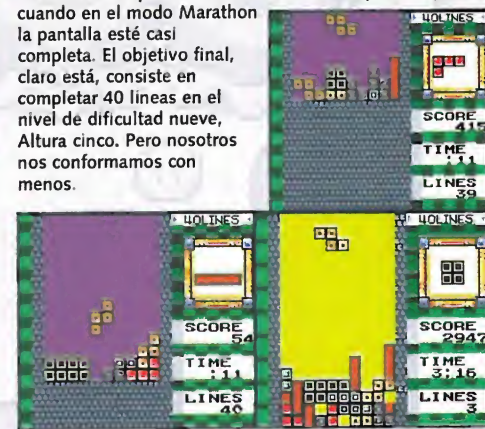 cuando en el modo Marathon
la pantalla esté casi
completa. El objetivo final,
claro está, consiste en
completar 40 líneas en el
nivel de dificultad nueve,
Altura cinco. Pero nosotros
nos conformamos con
menos.
40LINES
SCORE
415
TIME
:11
LINES
39
40LINES
SCORE
54
TIME
:11
LINES
40
40LINES
SCORE
2947
TIME
3:16
LINES
3